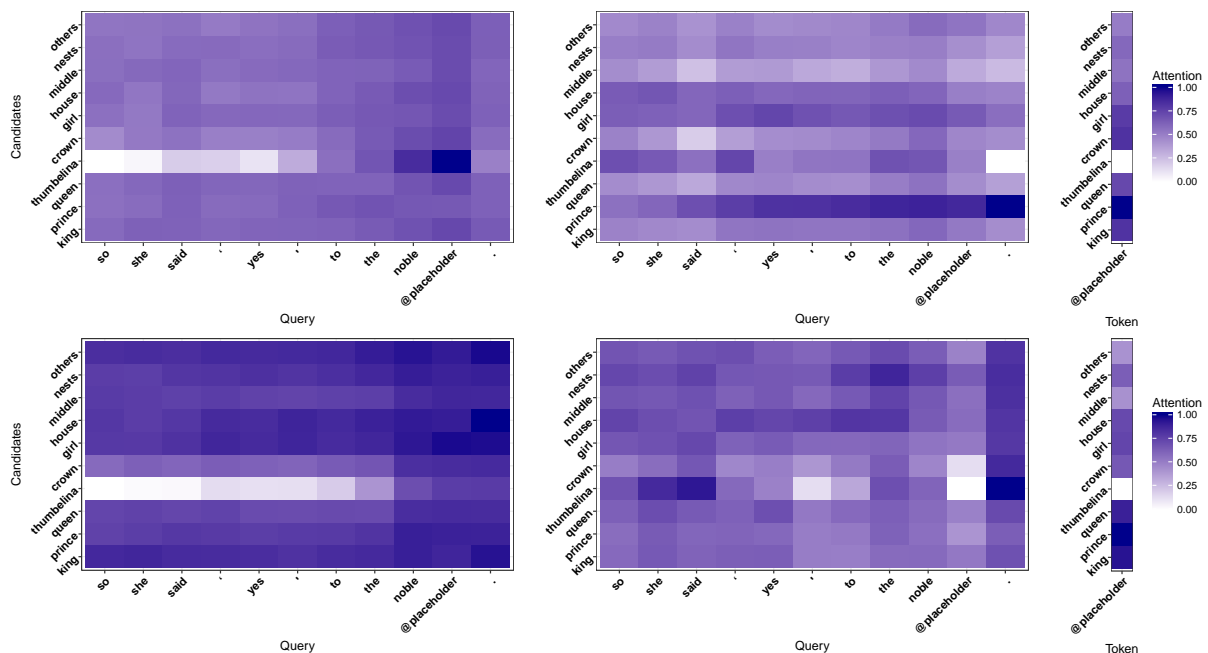 Candidates
others
nests
middle
house
girl
crown
thumbelina
queen
prince
king
so she said ‘ yes ’ to the noble @placeholder .
Query
others
nests
middle
house
girl
crown
thumbelina
queen
prince
king
so she said ‘ yes ’ to the noble @placeholder .
Query
others
nests
middle
house
girl
crown
thumbelina
queen
prince
king
@placeholder
Token
Attention
1.00
0.75
0.50
0.25
0.00
Candidates
others
nests
middle
house
girl
crown
thumbelina
queen
prince
king
so she said ‘ yes ’ to the noble @placeholder .
Query
others
nests
middle
house
girl
crown
thumbelina
queen
prince
king
so she said ‘ yes ’ to the noble @placeholder .
Query
others
nests
middle
house
girl
crown
thumbelina
queen
prince
king
@placeholder
Token
Attention
1.00
0.75
0.50
0.25
0.00